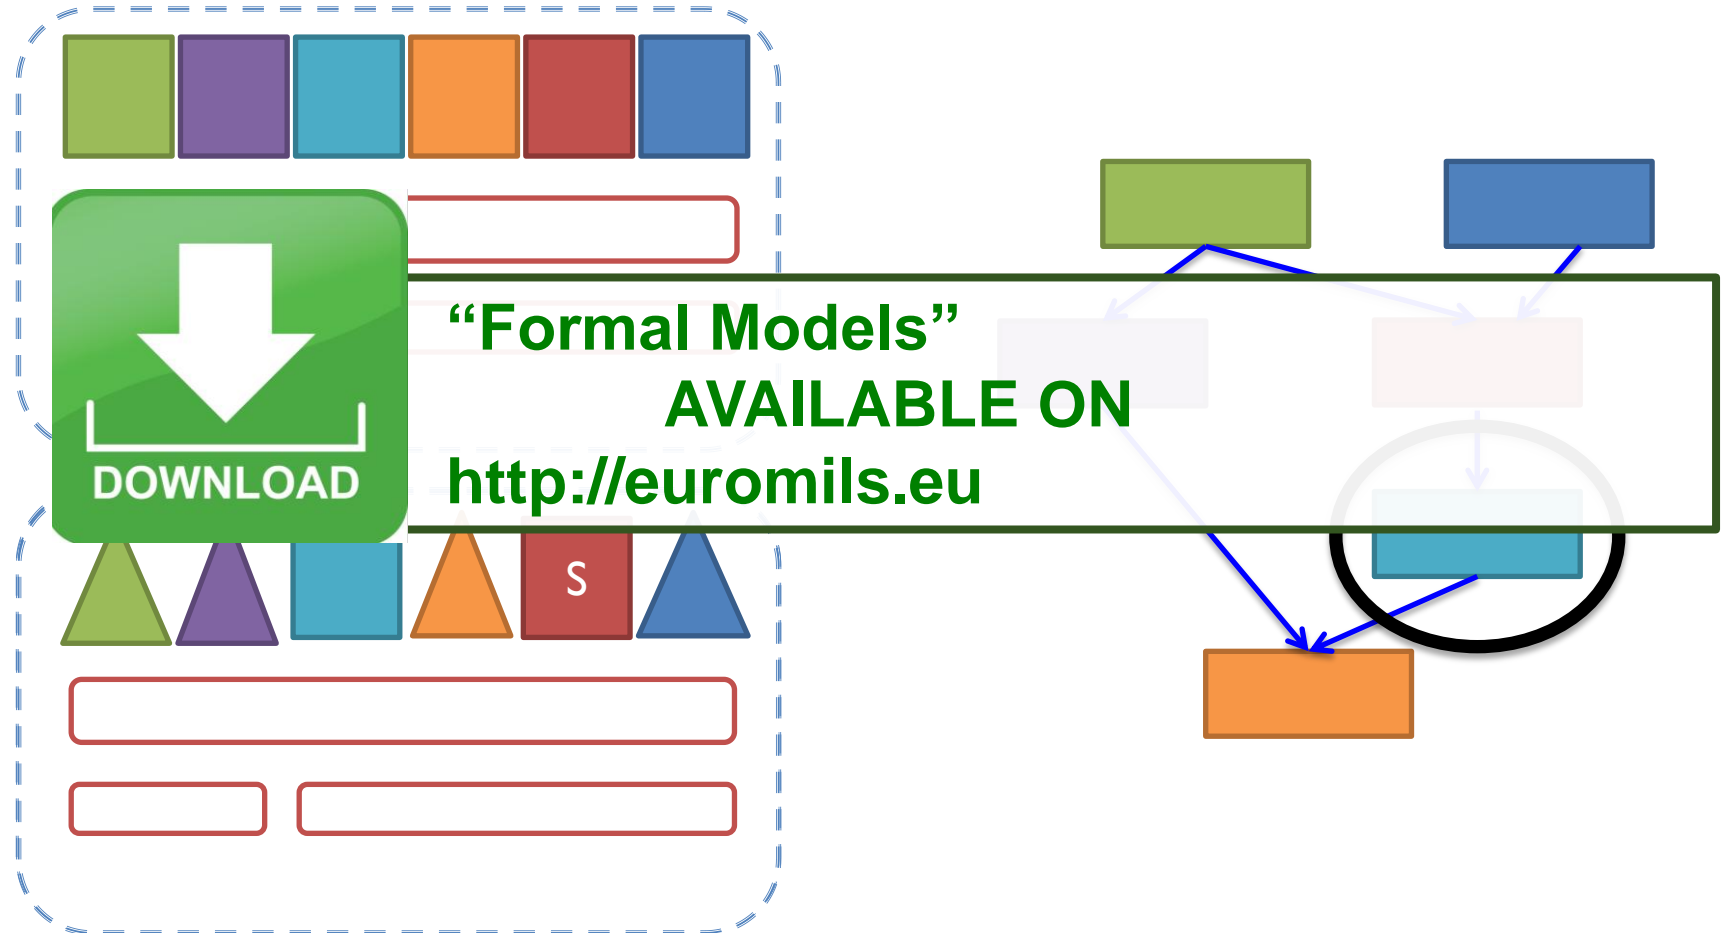 “Formal Models”
AVAILABLE ON
http://euromils.eu
DOWNLOAD
S